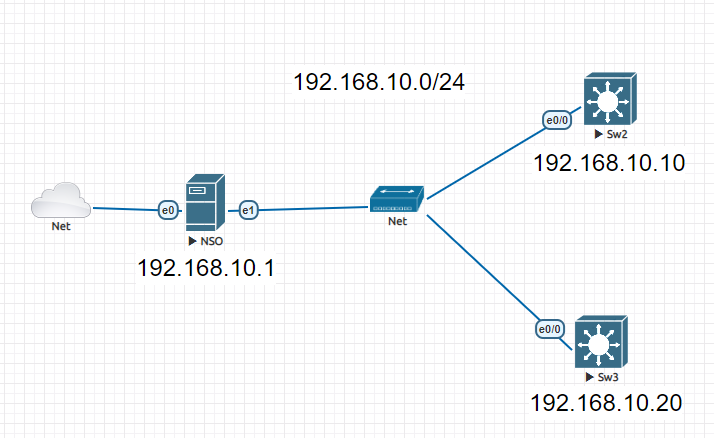 192.168.10.0/24
e0/0
Sw2
192.168.10.10
Net
e0
NSO
e1
192.168.10.1
Net
e0/0
Sw3
192.168.10.20